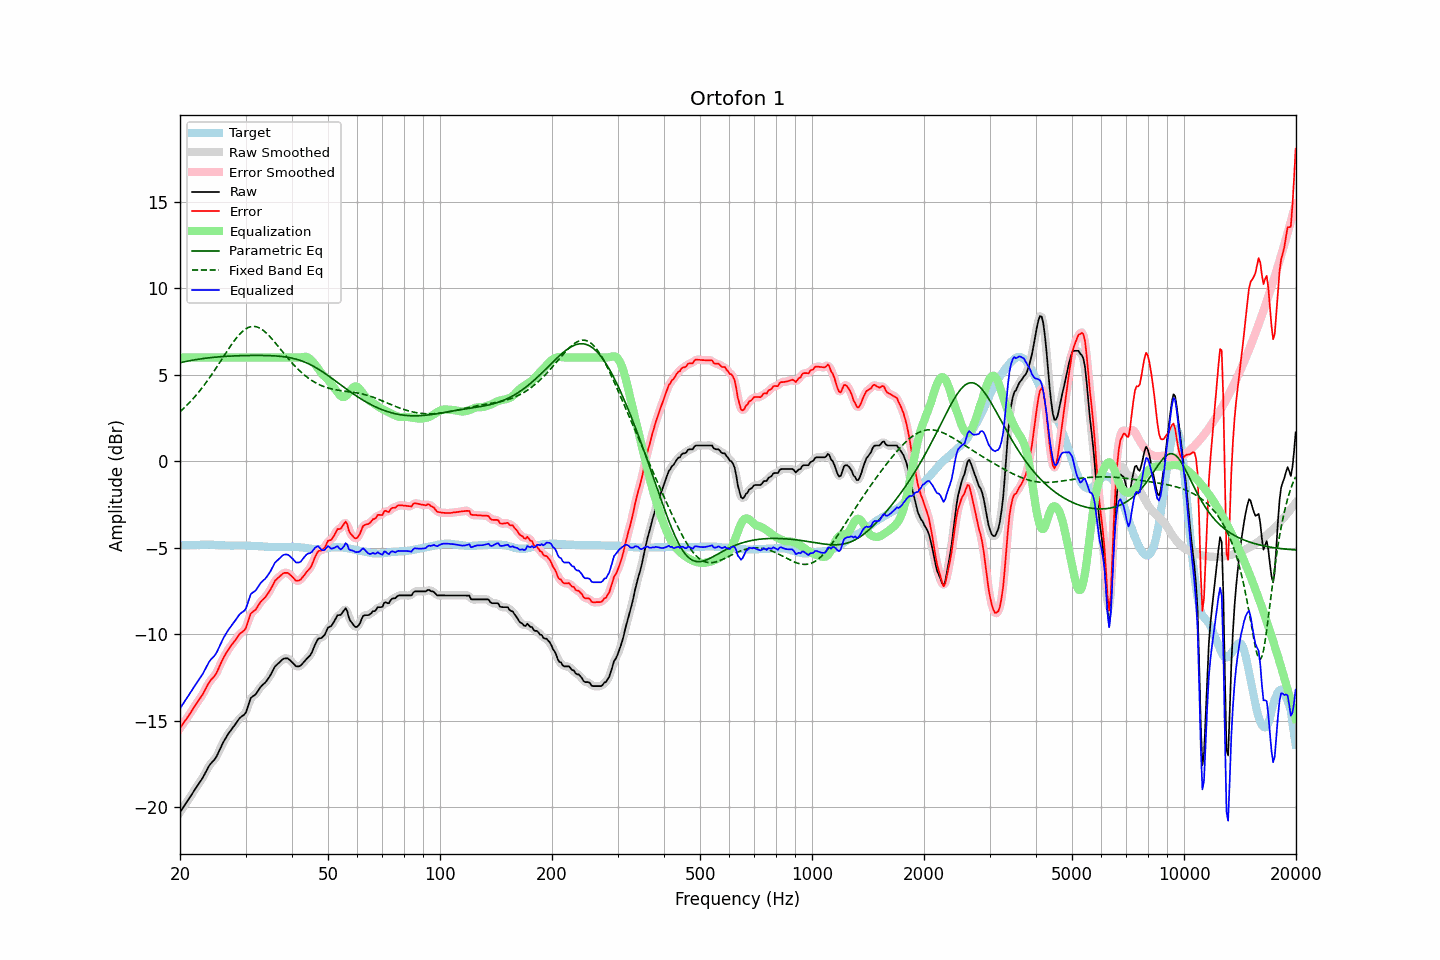 Ortofon 1
Target
Raw Smoothed
Error Smoothed
Raw
Error
Equalization
Parametric Eq
Fixed Band Eq
Equalized
Amplitude (dBr)
15
10
5
0
−5
−10
−15
−20
20
50
100
200
500
1000
2000
5000
10000
20000
Frequency (Hz)